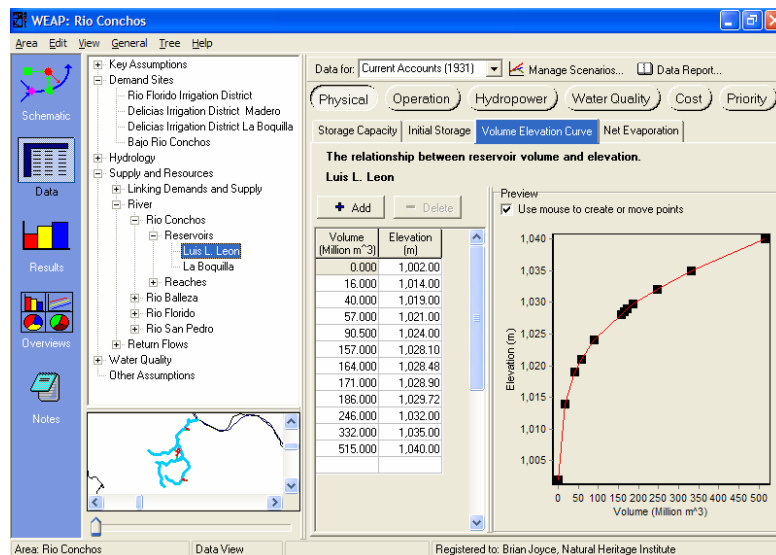 WEAP: Rio Conchos
Area Edit View General Tree Help
Schematic
Data
Results
Overviews
Notes
Key Assumptions
Demand Sites
Rio Florido Irrigation District
Delicias Irrigation District Madero
Delicias Irrigation District La Boquilla
Bajo Rio Conchos
Hydrology
Supply and Resources
Linking Demands and Supply
River
Rio Conchos
Reservoirs
Luis L. Leon
La Boquilla
Reaches
Rio Balleza
Rio Florido
Rio San Pedro
Return Flows
Water Quality
Other Assumptions
Data for: Current Accounts (1931) Manage Scenarios... Data Report...
Physical Operation Hydropower Water Quality Cost Priority
Storage Capacity Initial Storage Volume Elevation Curve Net Evaporation
The relationship between reservoir volume and elevation.
Luis L. Leon
+ Add − Delete
Volume (Million m^3) Elevation (m)
0.000 1,002.00
16.000 1,014.00
40.000 1,019.00
57.000 1,021.00
90.500 1,024.00
157.000 1,028.10
164.000 1,028.48
171.000 1,028.90
186.000 1,029.72
246.000 1,032.00
332.000 1,035.00
515.000 1,040.00
Preview
Use mouse to create or move points
1,040
1,035
1,030
1,025
1,020
1,015
1,010
1,005
Elevation (m)
0 50 100 150 200 250 300 350 400 450 500
Volume (Million m^3)
Area: Rio Conchos Data View Registered to: Brian Joyce, Natural Heritage Institute